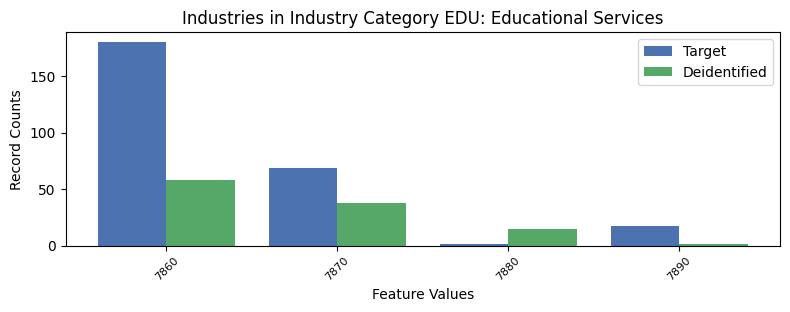 Industries in Industry Category EDU: Educational Services
Target
Deidentified
Record Counts
150
100
50
0
7860
7870
7880
7890
Feature Values